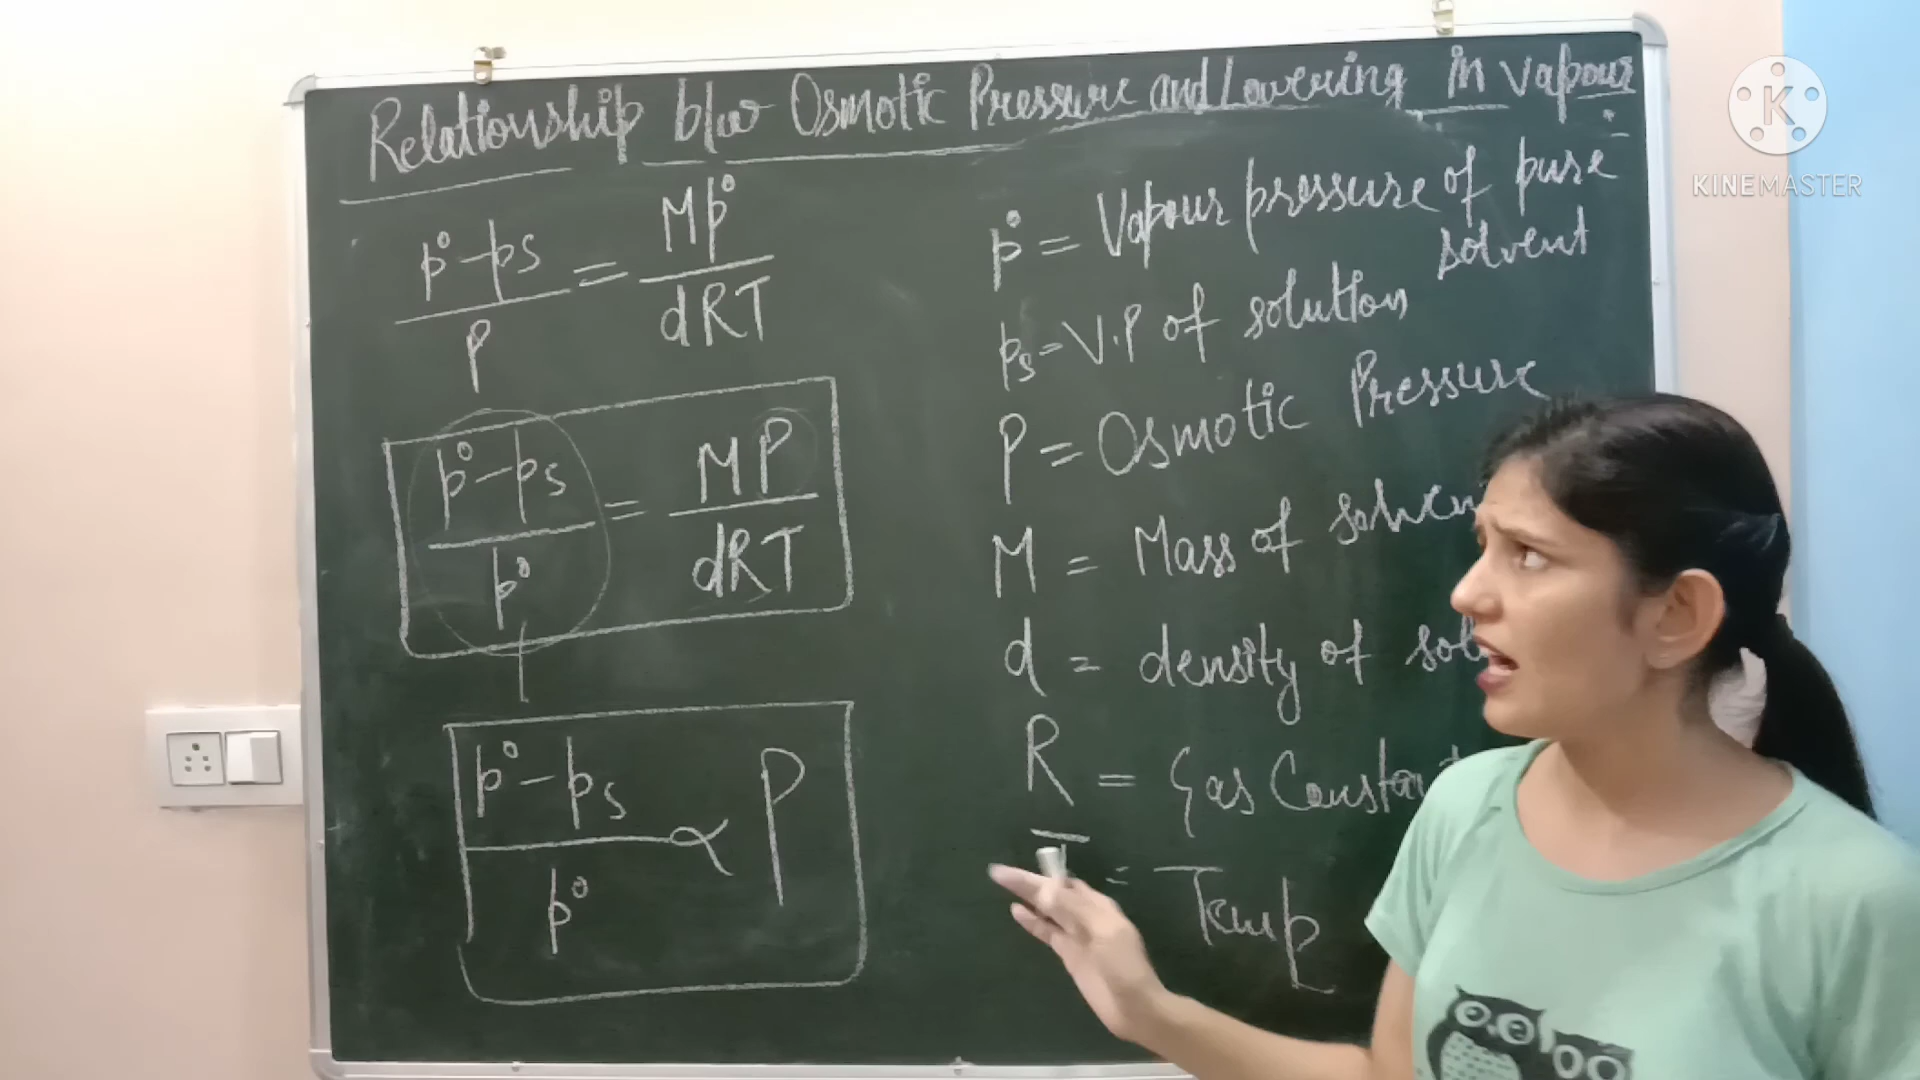 Relationship b/w Osmotic Pressure and Lowering in Vapour
p° - ps / P = Mp° / dRT
p° - ps / p° = MP / dRT
p° - ps / p° ∝ P
p° = Vapour pressure of pure
solvent
ps = V.P of solution
P = Osmotic Pressure
M = Mass of
d = density of
R = Gas
T = Temp
K
KINEMASTER